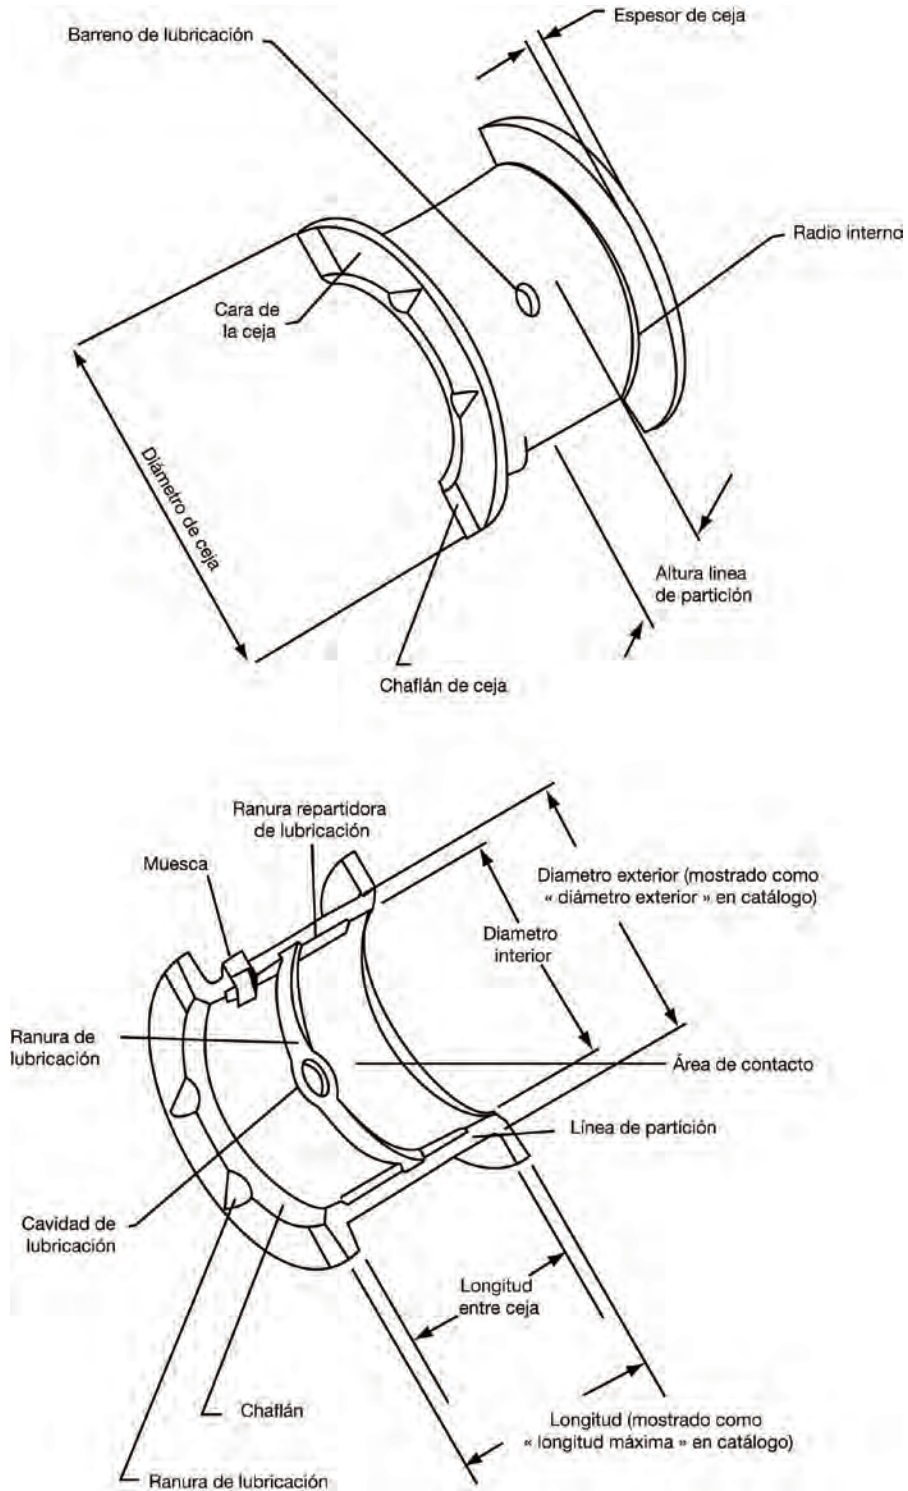 Espesor de ceja
Barreno de lubricación
Radio interno
Cara de
la ceja
Diámetro de ceja
Altura linea
de partición
Chaflán de ceja
Ranura repartidora
de lubricación
Muesca
Diametro exterior (mostrado como
« diámetro exterior » en catálogo)
Diametro
interior
Ranura de
lubricación
Área de contacto
Línea de partición
Cavidad de
lubricación
Longitud
entre ceja
Chaflán
Longitud (mostrado como
« lóngitud máxima » en catálogo)
Ranura de lubricación